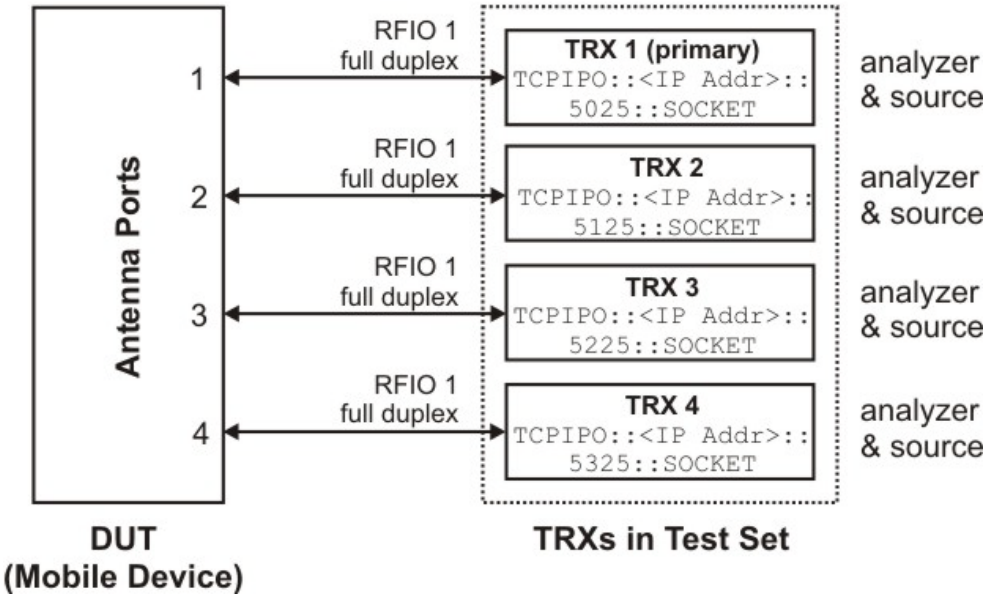 RFIO 1
full duplex
1
TRX 1 (primary)
TCPIPO::<IP Addr>::
5025::SOCKET
analyzer
& source
RFIO 1
full duplex
2
TRX 2
TCPIPO::<IP Addr>::
5125::SOCKET
analyzer
& source
Antenna Ports
RFIO 1
full duplex
3
TRX 3
TCPIPO::<IP Addr>::
5225::SOCKET
analyzer
& source
RFIO 1
full duplex
4
TRX 4
TCPIPO::<IP Addr>::
5325::SOCKET
analyzer
& source
DUT
(Mobile Device)
TRXs in Test Set